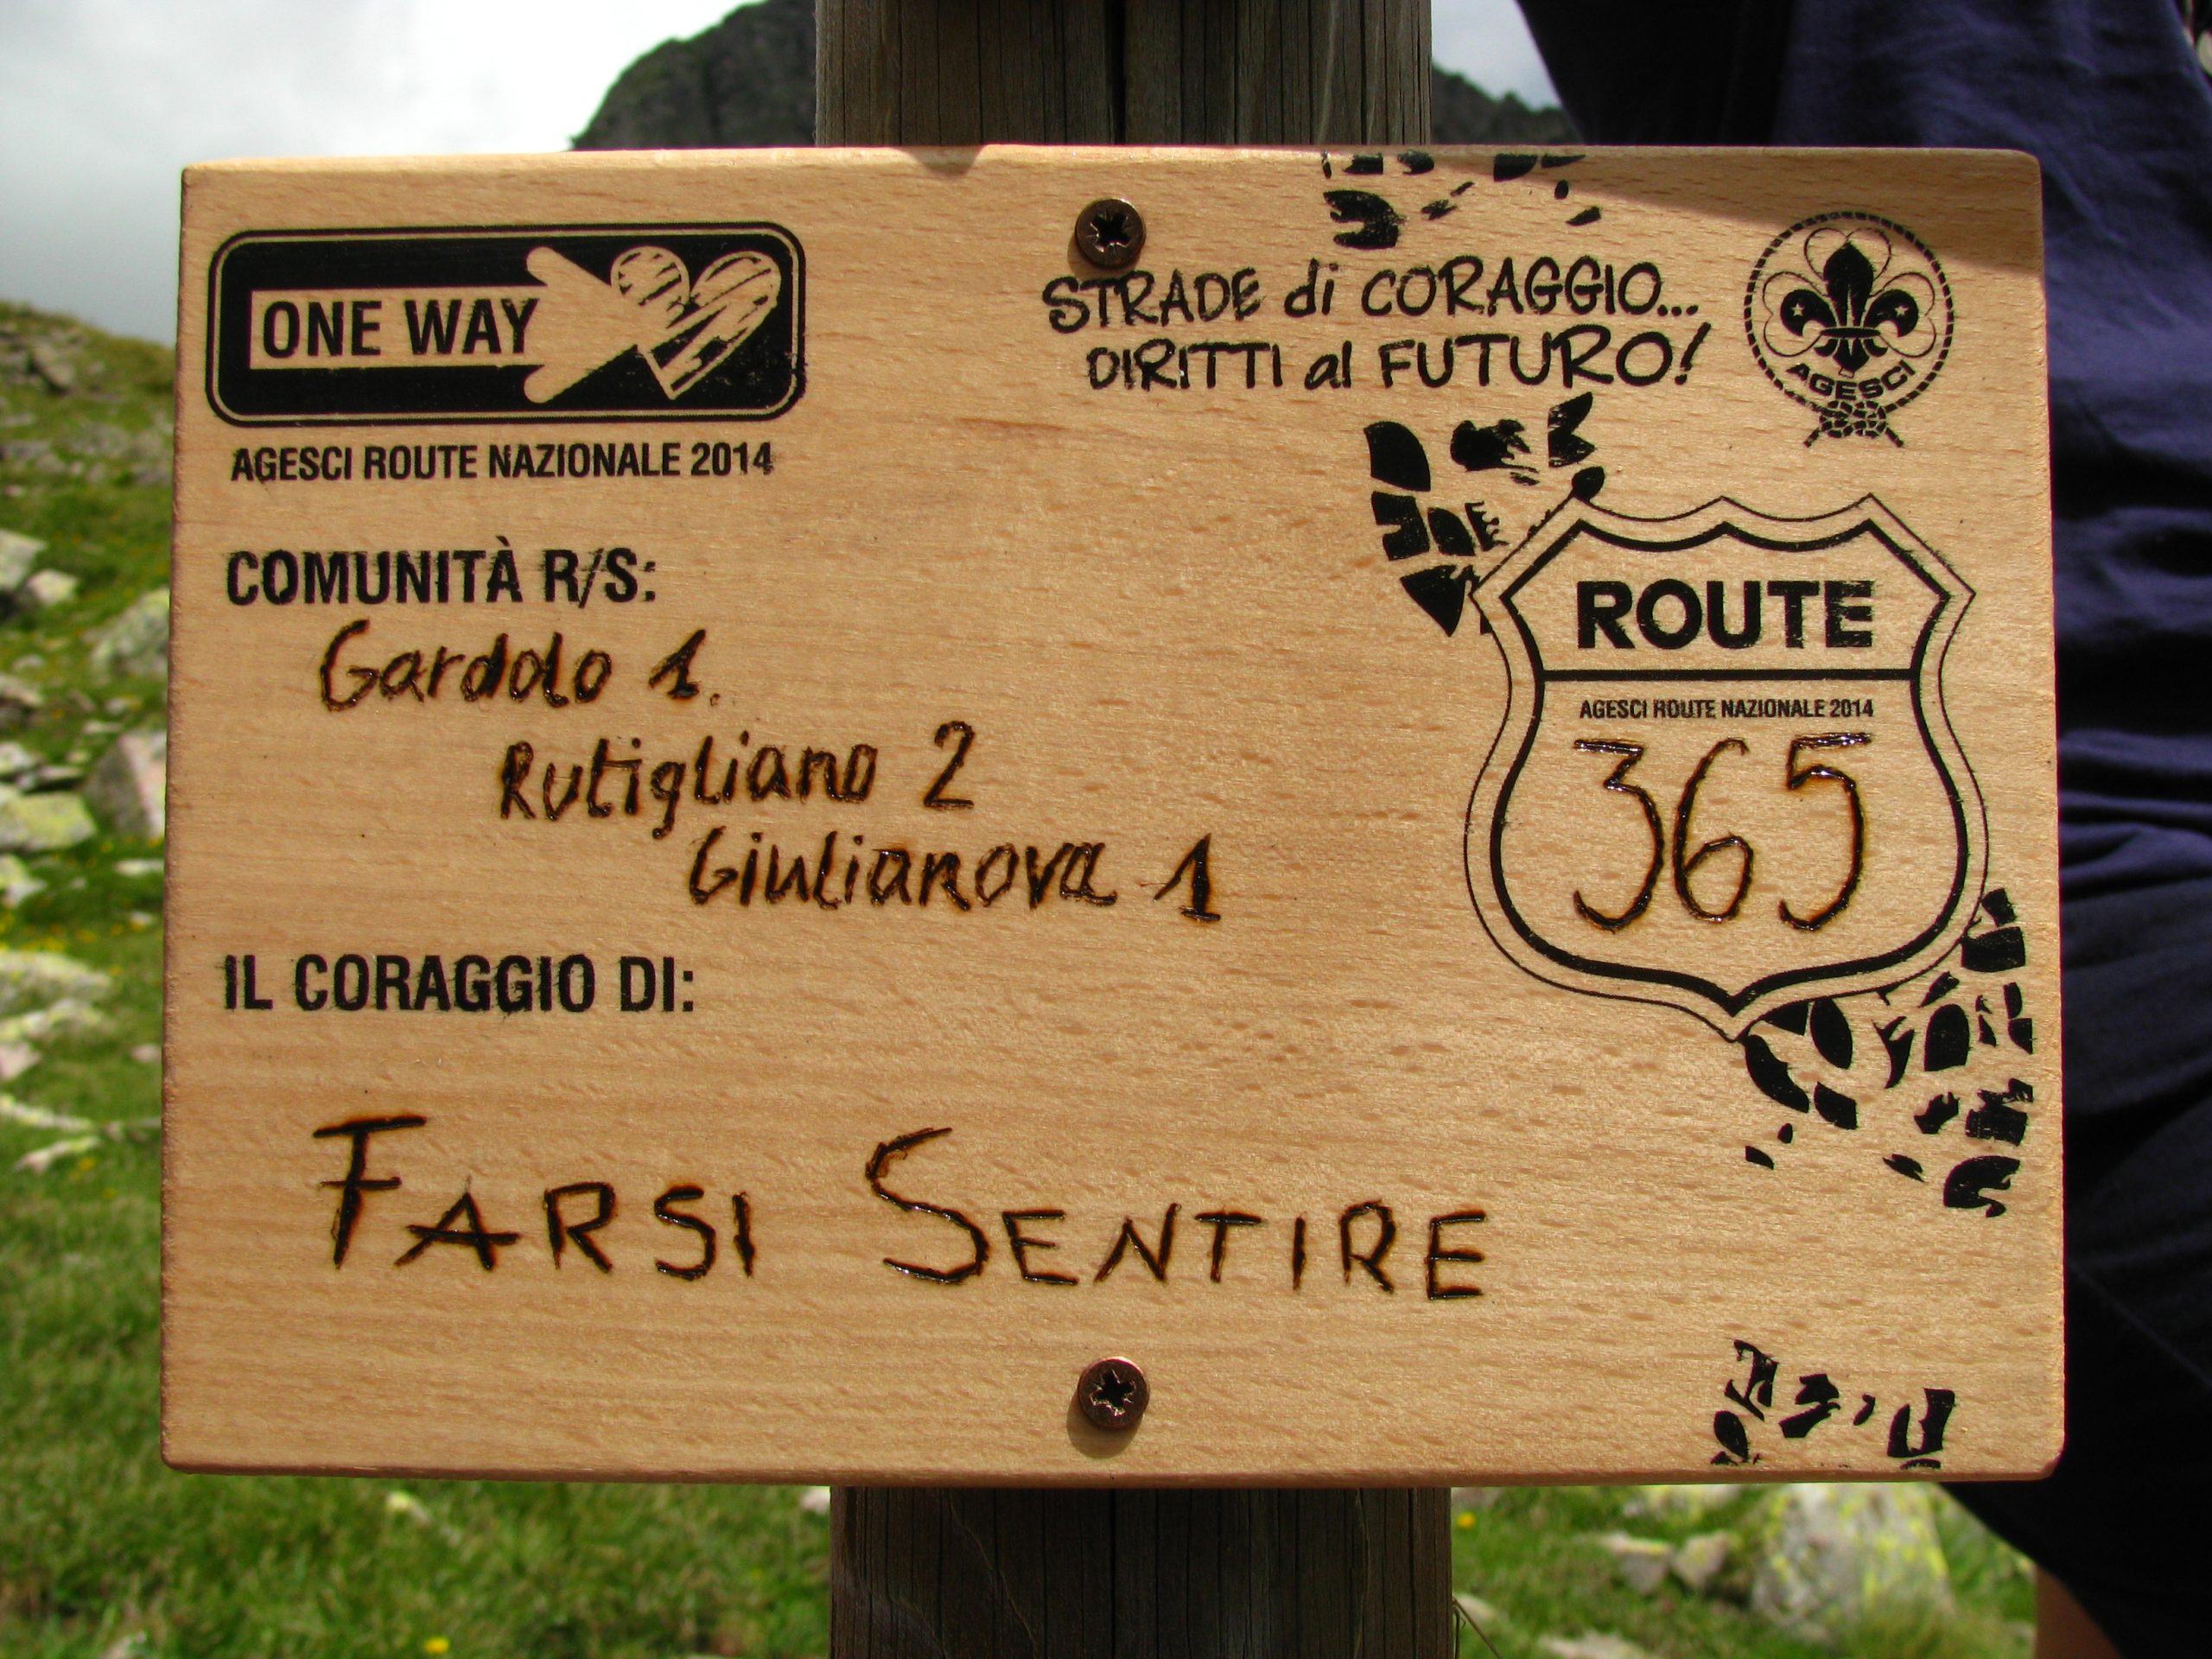 ONE WAY
AGESCI ROUTE NAZIONALE 2014
STRADE di CORAGGIO...
DIRITTI al FUTURO!
AGESCI
COMUNITÀ R/S:
Gardolo 1.
Rutigliano 2
Giulianova 1
ROUTE
AGESCI ROUTE NAZIONALE 2014
365
IL CORAGGIO DI:
FARSI SENTIRE